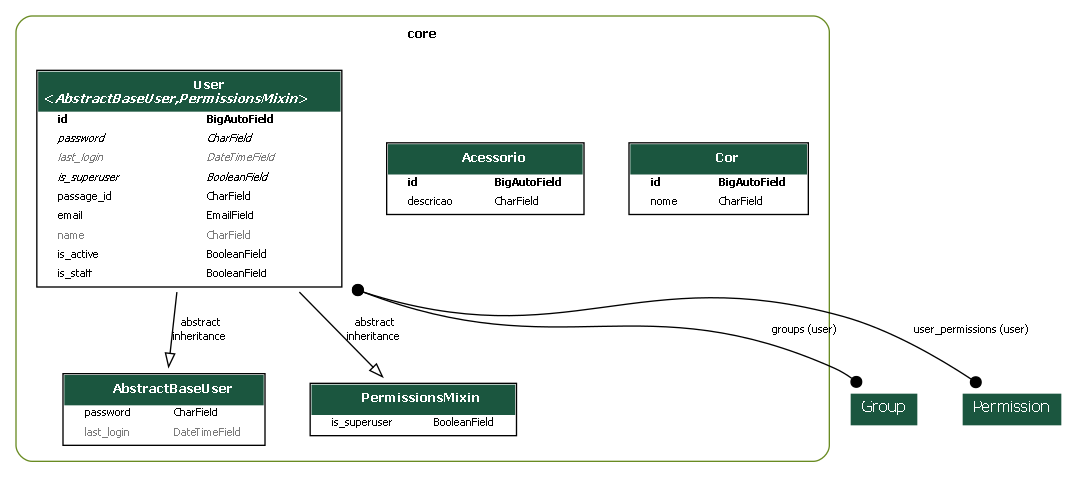 core
User
<AbstractBaseUser,PermissionsMixin>
id BigAutoField
password CharField
last_login DateTimeField
is_superuser BooleanField
passage_id CharField
email EmailField
name CharField
is_active BooleanField
is_staff BooleanField
Acessorio
id BigAutoField
descricao CharField
Cor
id BigAutoField
nome CharField
abstract
inheritance
abstract
inheritance
groups (user)
user_permissions (user)
AbstractBaseUser
password CharField
last_login DateTimeField
PermissionsMixin
is_superuser BooleanField
Group
Permission